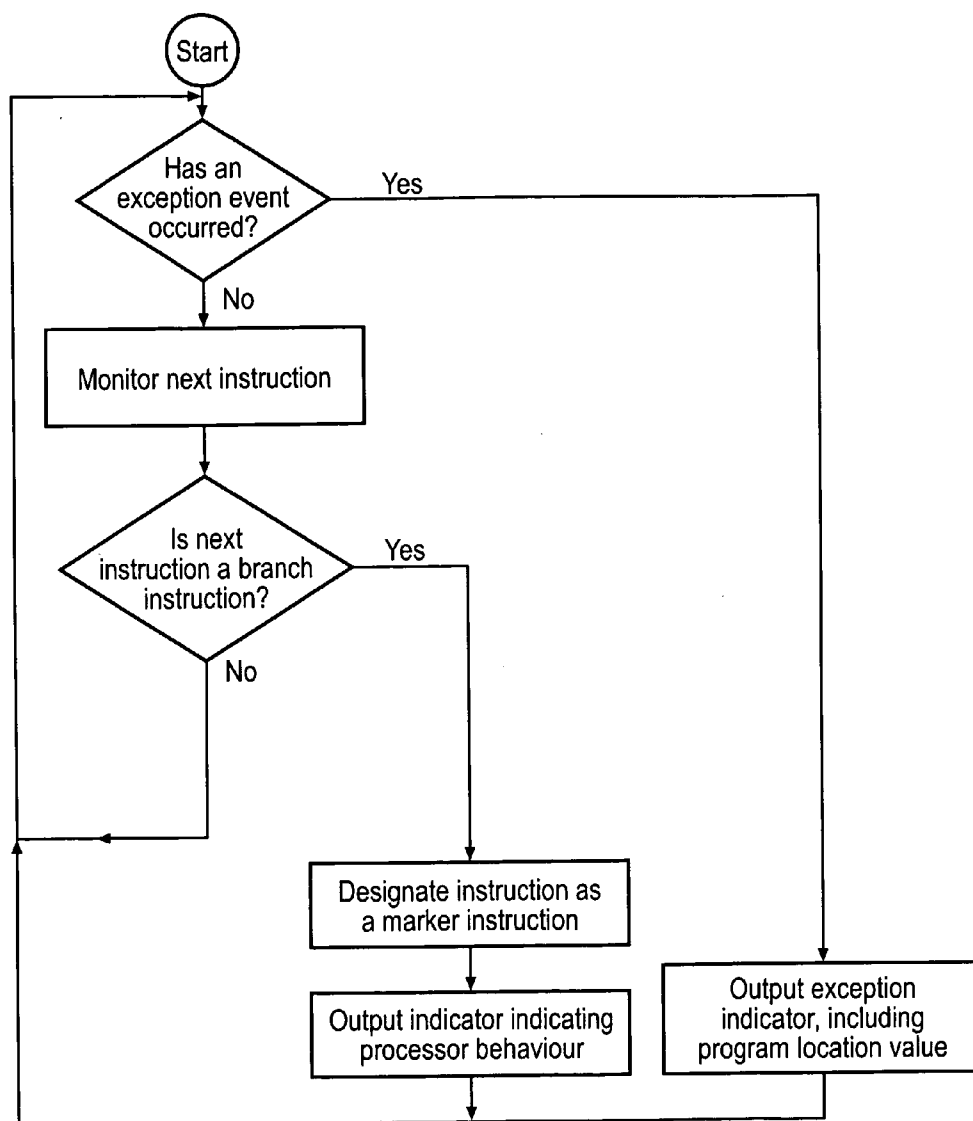 Start
Has an
exception event
occurred?
Yes
No
Monitor next instruction
Is next
instruction a branch
instruction?
Yes
No
Designate instruction as
a marker instruction
Output indicator indicating
processor behaviour
Output exception
indicator, including
program location value